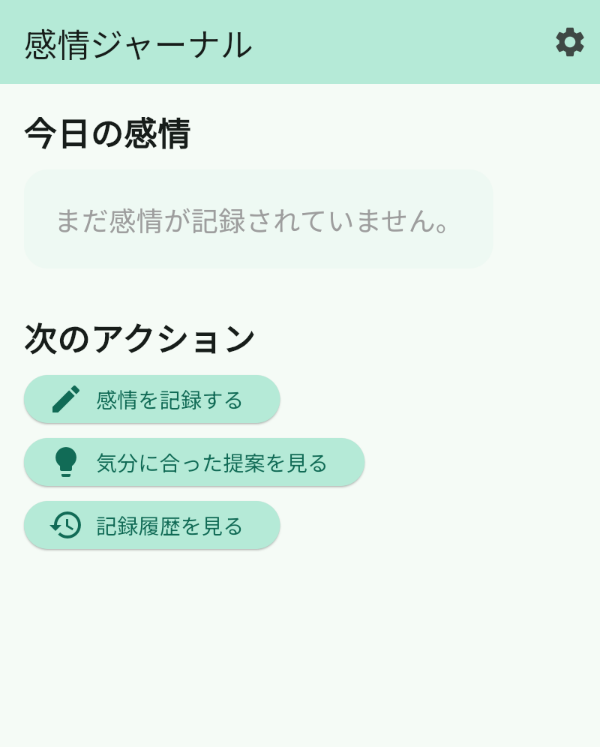 感情ジャーナル
今日の感情
まだ感情が記録されていません。
次のアクション
感情を記録する
気分に合った提案を見る
記録履歴を見る